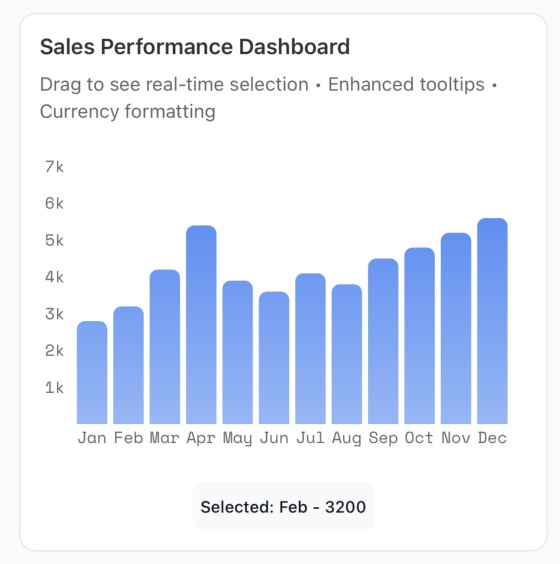 Sales Performance Dashboard
Drag to see real-time selection • Enhanced tooltips •
Currency formatting
7k
6k
5k
4k
3k
2k
1k
Jan Feb Mar Apr May Jun Jul Aug Sep Oct Nov Dec
Selected: Feb - 3200